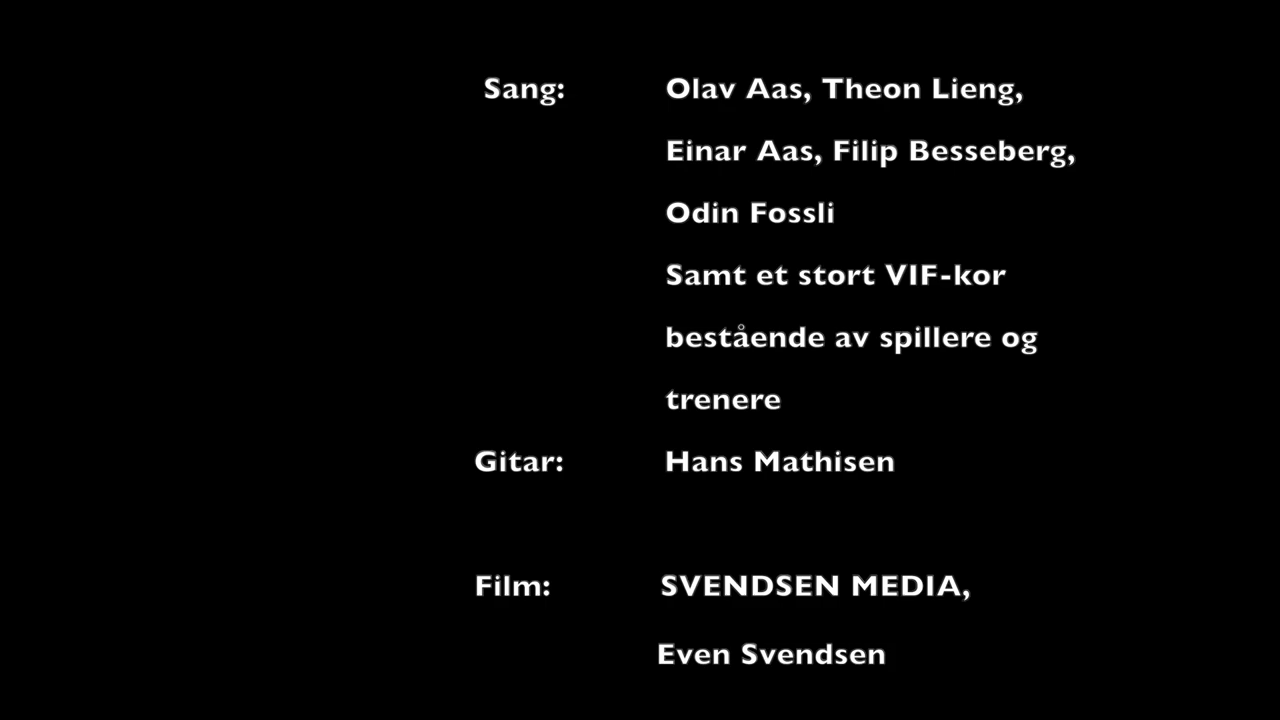 Sang: Olav Aas, Theon Lieng,
Einar Aas, Filip Besseberg,
Odin Fossli
Samt et stort VIF-kor
bestående av spillere og
trenere
Gitar: Hans Mathisen
Film: SVENDSEN MEDIA,
Even Svendsen